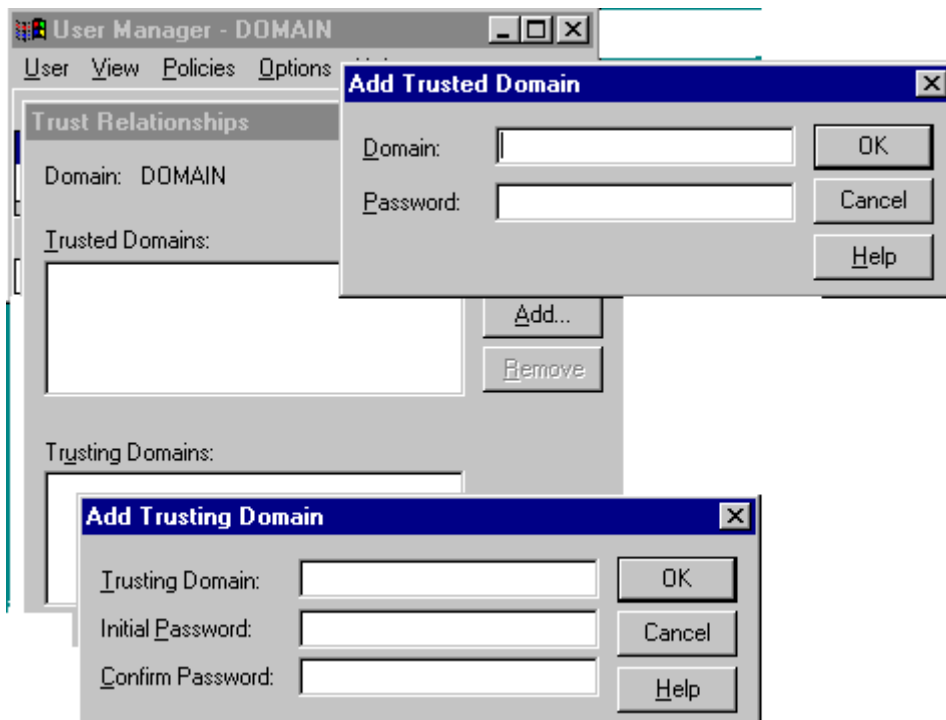 User Manager - DOMAIN
User View Policies Options
Add Trusted Domain
Domain:
OK
Password:
Cancel
Help
Trust Relationships
Domain: DOMAIN
Trusted Domains:
Add...
Remove
Trusting Domains:
Add Trusting Domain
Trusting Domain:
OK
Initial Password:
Cancel
Confirm Password:
Help